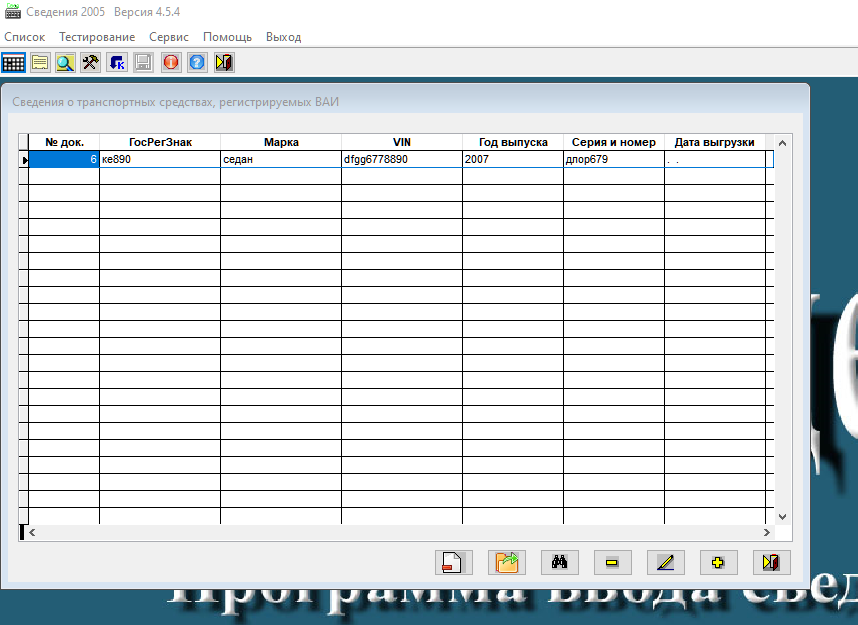 Сведения 2005 Версия 4.5.4
Список Тестирование Сервис Помощь Выход
Сведения о транспортных средствах, регистрируемых ВАИ
№ док. ГосРегЗнак Марка VIN Год выпуска Серия и номер Дата выгрузки
6 ке890 седан dfgg6778890 2007 длор679 . .
Программа ввода свед